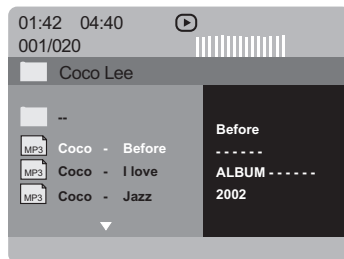 01:42 04:40
001/020
Coco Lee
--
MP3 Coco - Before
MP3 Coco - I love
MP3 Coco - Jazz
Before
- - - - - -
ALBUM - - - - - -
2002